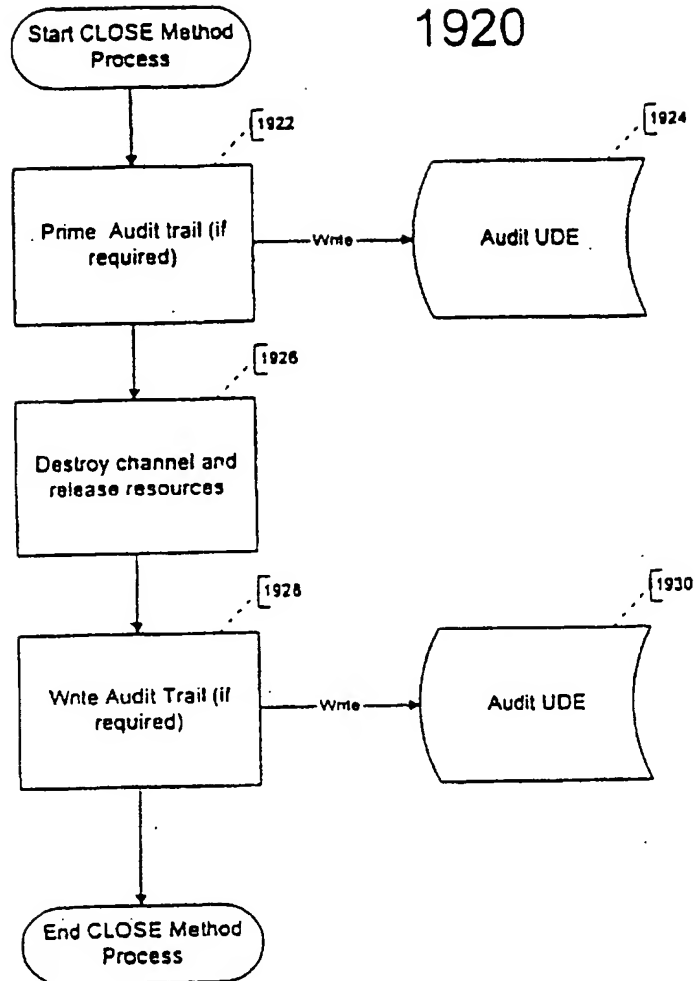 1920
Start CLOSE Method
Process
1922
1924
Prime Audit trail (if
required)
Write
Audit UDE
1926
Destroy channel and
release resources
1928
1930
Write Audit Trail (if
required)
Write
Audit UDE
End CLOSE Method
Process